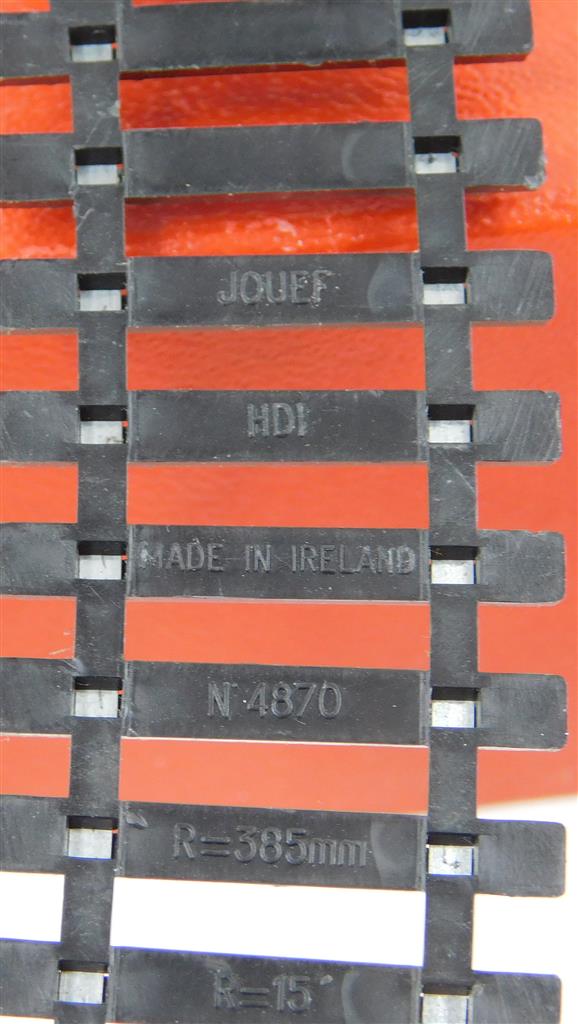 JOUEF
HDI
MADE IN IRELAND
N° 4870
R=385mm
R=15°